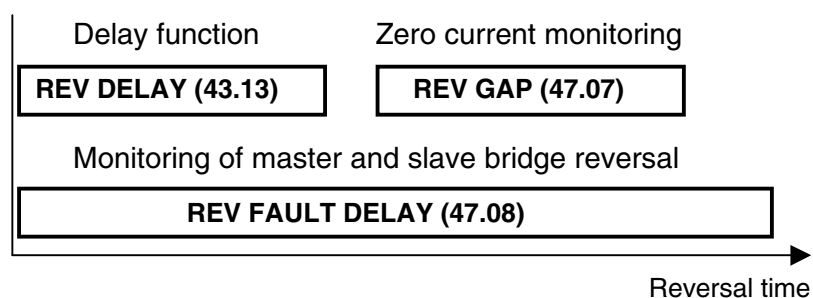 Delay function Zero current monitoring
REV DELAY (43.13) REV GAP (47.07)
Monitoring of master and slave bridge reversal
REV FAULT DELAY (47.08)
Reversal time